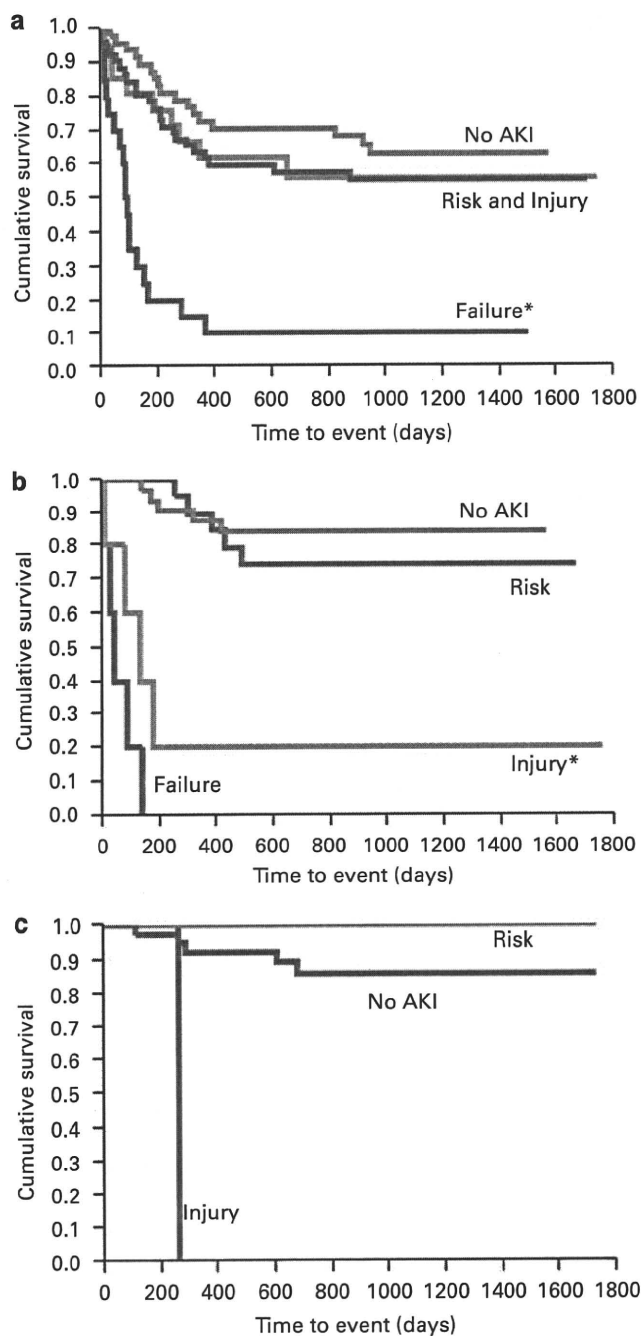 a
1.0
0.9
0.8
0.7
0.6
0.5
0.4
0.3
0.2
0.1
0.0
Cumulative survival
No AKI
Risk and Injury
Failure*
0 200 400 600 800 1000 1200 1400 1600 1800
Time to event (days)
b
1.0
0.9
0.8
0.7
0.6
0.5
0.4
0.3
0.2
0.1
0.0
Cumulative survival
No AKI
Risk
Injury*
Failure
0 200 400 600 800 1000 1200 1400 1600 1800
Time to event (days)
c
1.0
0.9
0.8
0.7
0.6
0.5
0.4
0.3
0.2
0.1
0.0
Cumulative survival
Risk
No AKI
Injury
0 200 400 600 800 1000 1200 1400 1600 1800
Time to event (days)